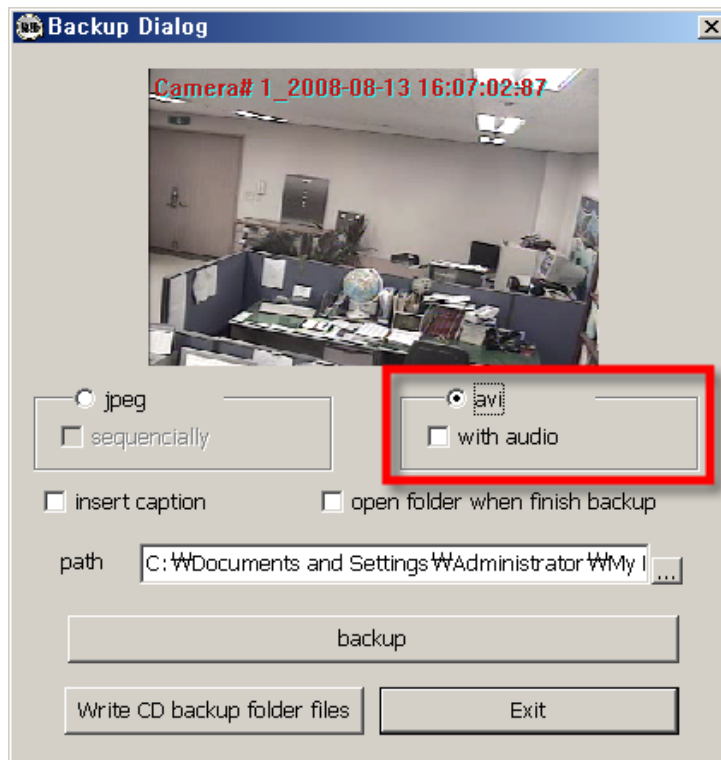 Backup Dialog
Camera# 1_2008-08-13 16:07:02:87
jpeg
avi
sequencially
with audio
insert caption
open folder when finish backup
path
C:₩Documents and Settings₩Administrator₩My
...
backup
Write CD backup folder files
Exit